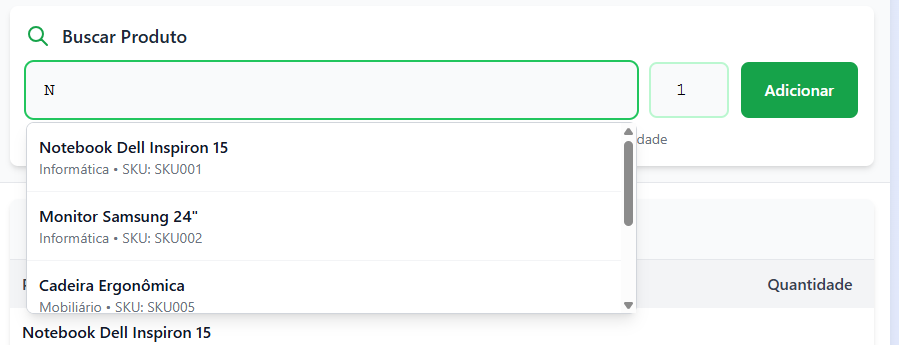 Buscar Produto
N
1
Adicionar
dade
Notebook Dell Inspiron 15
Informática • SKU: SKU001
Monitor Samsung 24"
Informática • SKU: SKU002
Cadeira Ergonômica
Mobiliário • SKU: SKU005
Quantidade
Notebook Dell Inspiron 15